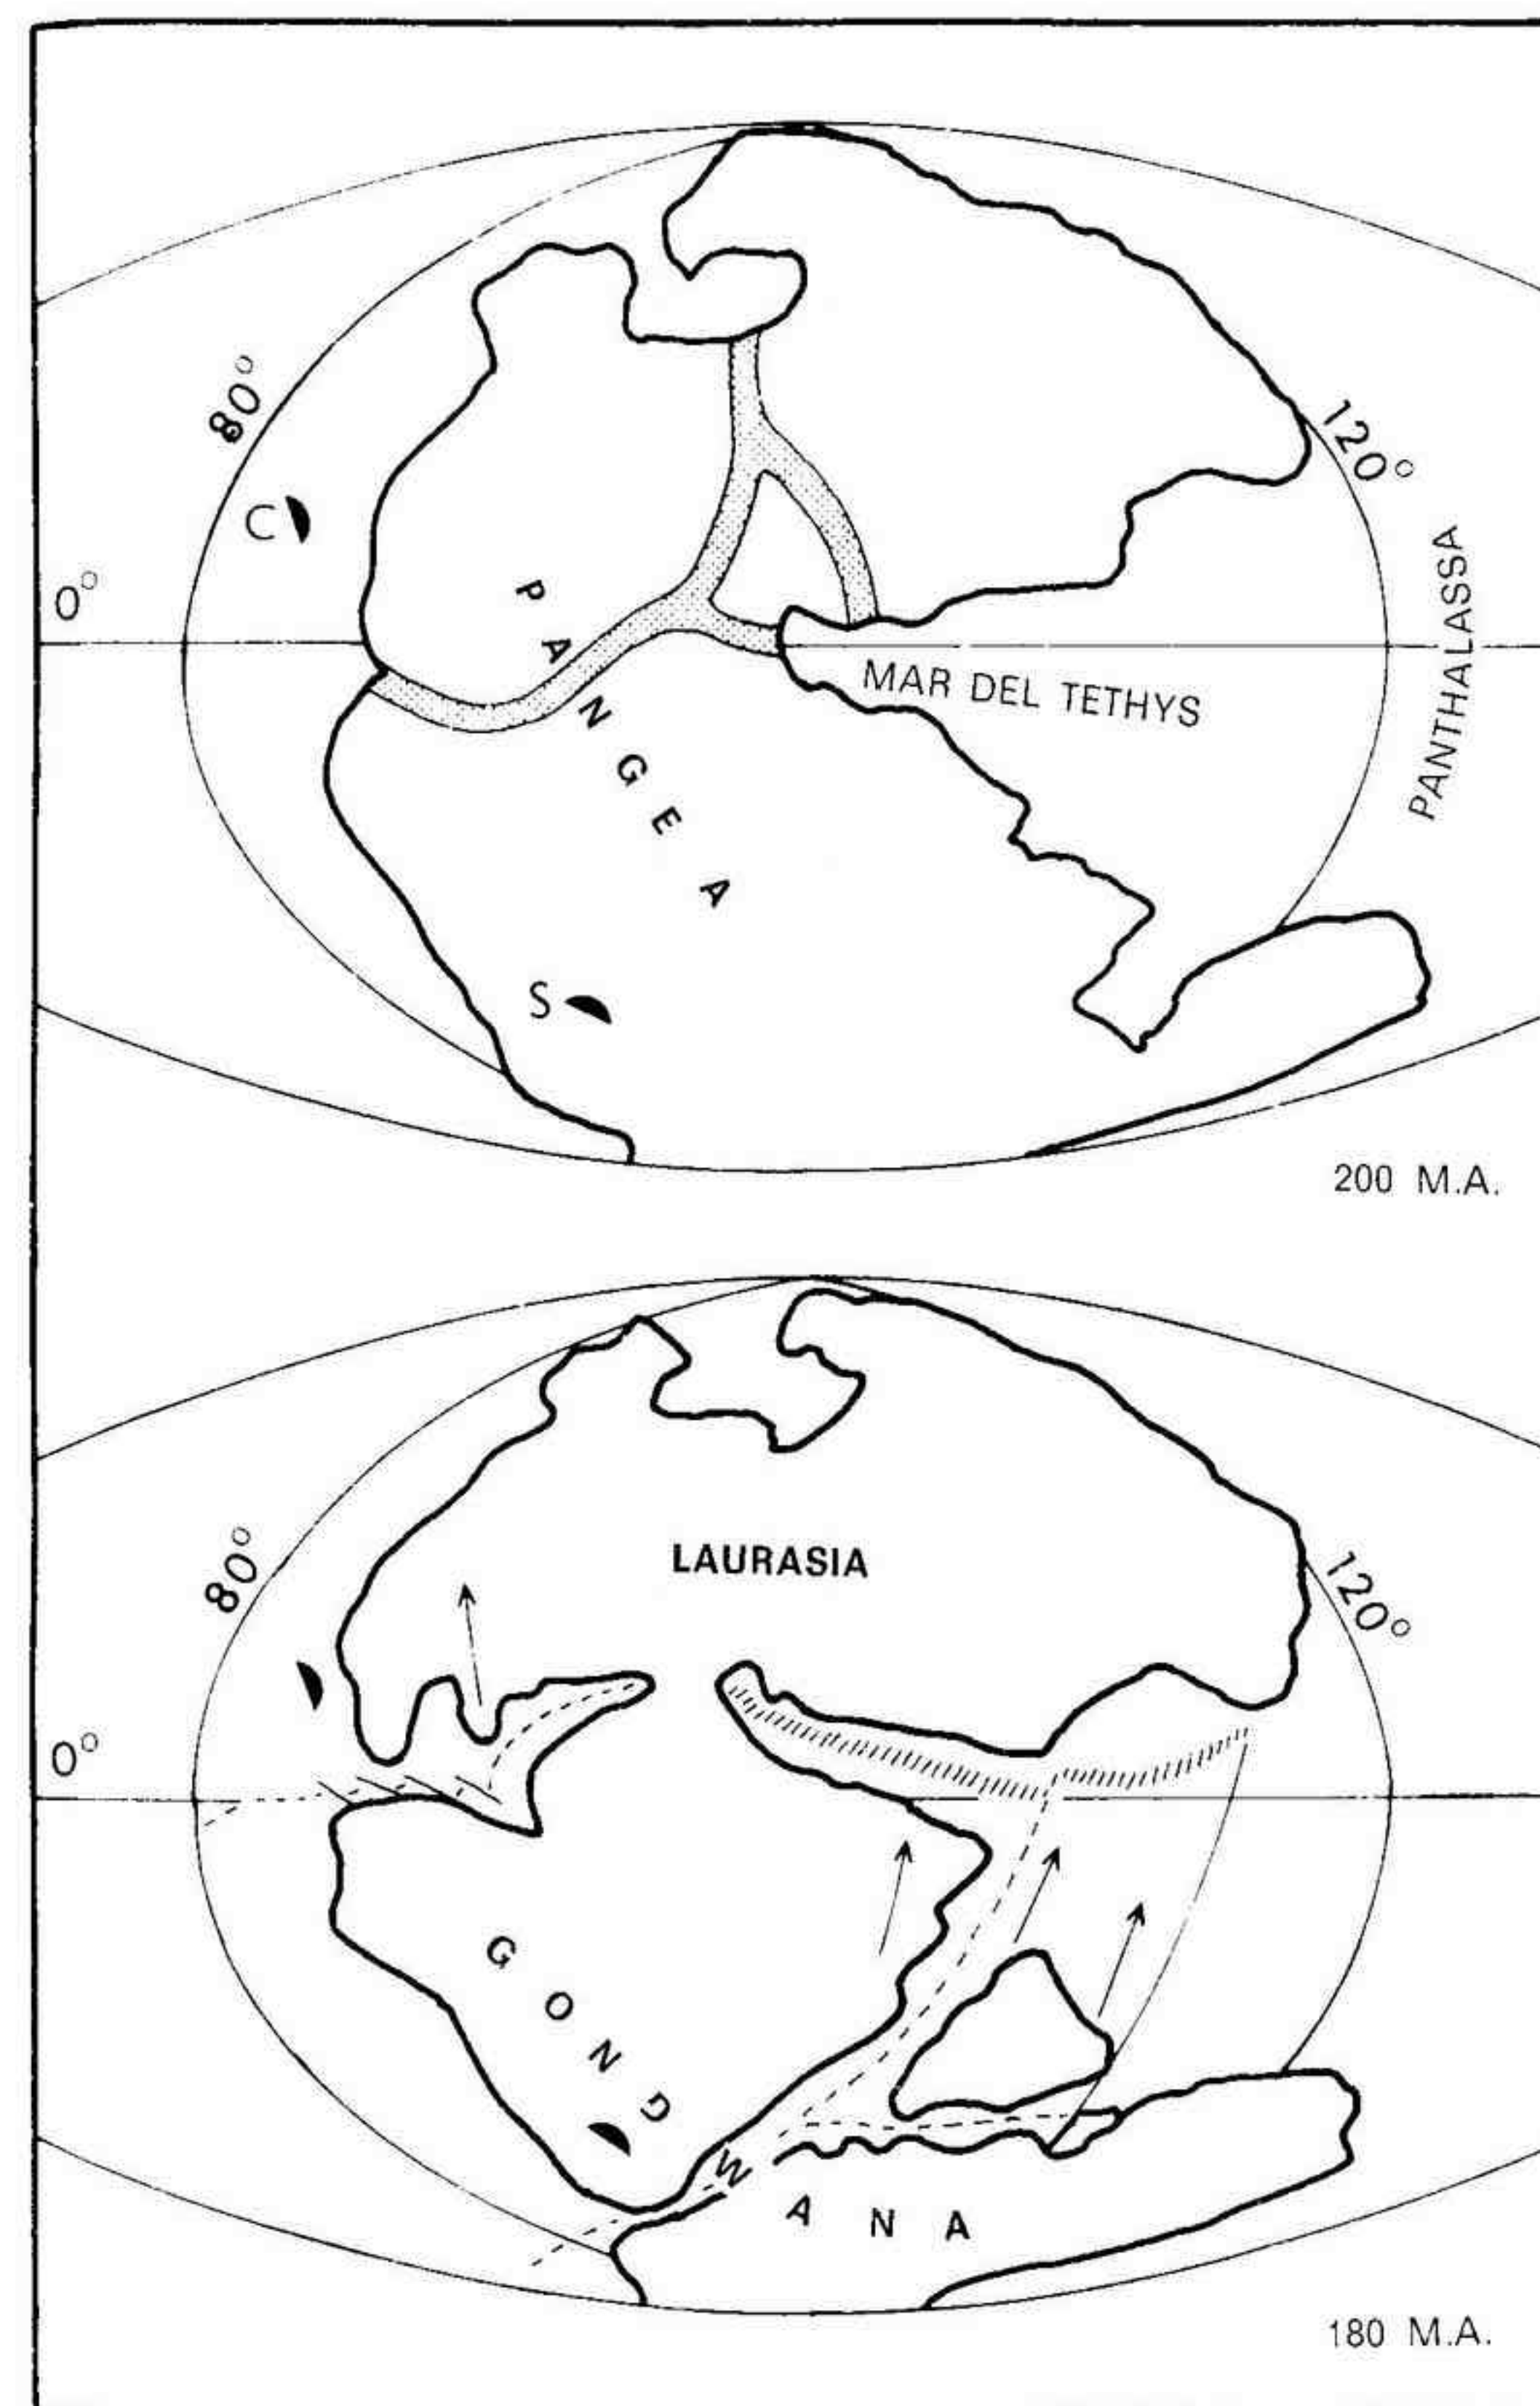 80°
120°
C
0°
PANGEA
MAR DEL TETHYS
PANTHALASSA
S
200 M.A.
80°
LAURASIA
120°
0°
GONDWANA
180 M.A.